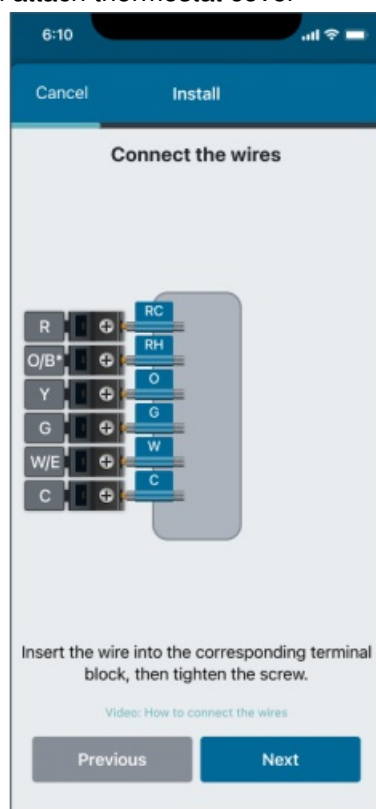 attach thermostat cover
6:10
Cancel Install
Connect the wires
RC
R
RH
O/B*
O
Y
G
G
W
W/E
C
C
Insert the wire into the corresponding terminal
block, then tighten the screw.
Video: How to connect the wires
Previous Next